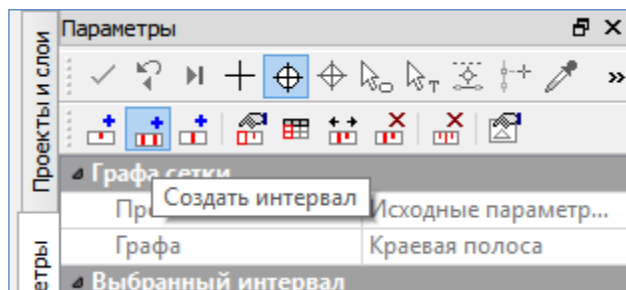 Параметры
Проекты и слои
»
Графа сетки
Создать интервал
Исходные параметр...
Графа
Краевая полоса
Выбранный интервал